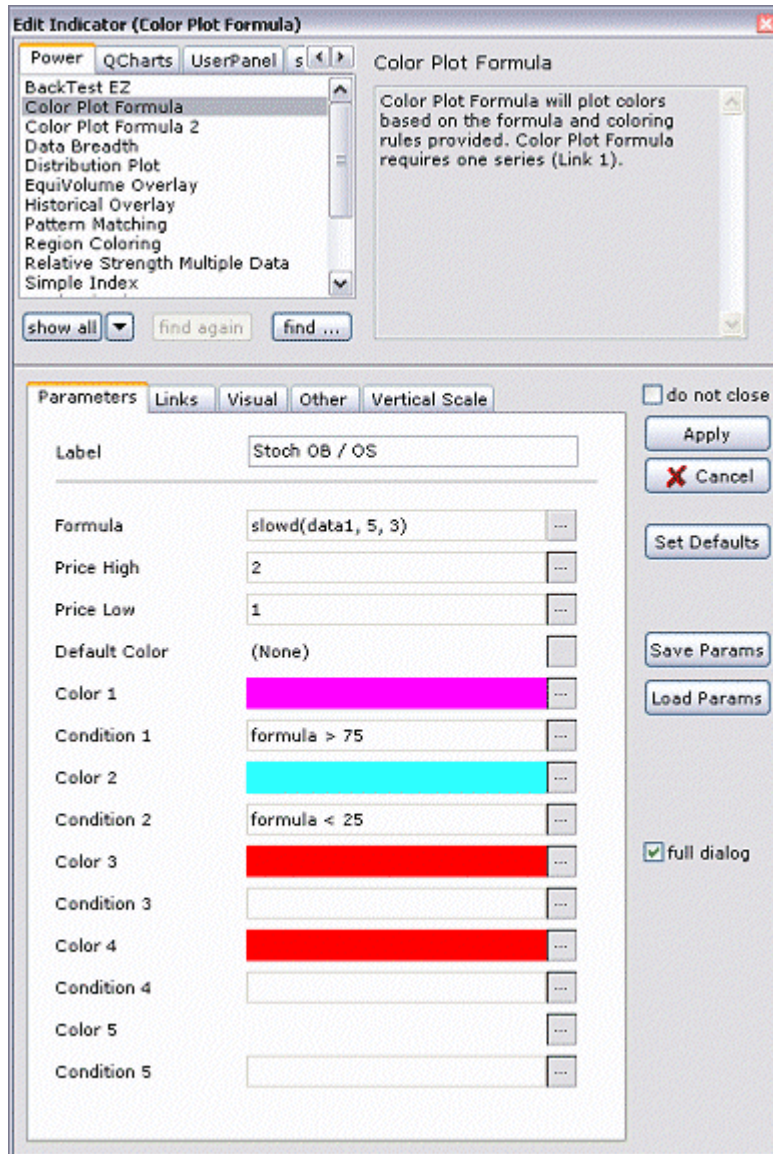 Edit Indicator (Color Plot Formula)
Power QCharts UserPanel s
BackTest EZ
Color Plot Formula
Color Plot Formula 2
Data Breadth
Distribution Plot
EquiVolume Overlay
Historical Overlay
Pattern Matching
Region Coloring
Relative Strength Multiple Data
Simple Index
show all find again find ...
Color Plot Formula
Color Plot Formula will plot colors
based on the formula and coloring
rules provided. Color Plot Formula
requires one series (Link 1).
Parameters Links Visual Other Vertical Scale
Label Stoch OB / OS
Formula slowd(data1, 5, 3) ...
Price High 2 ...
Price Low 1 ...
Default Color (None)
Color 1 ...
Condition 1 formula > 75 ...
Color 2 ...
Condition 2 formula < 25 ...
Color 3 ...
Condition 3 ...
Color 4 ...
Condition 4 ...
Color 5 ...
Condition 5 ...
do not close
Apply
Cancel
Set Defaults
Save Params
Load Params
full dialog